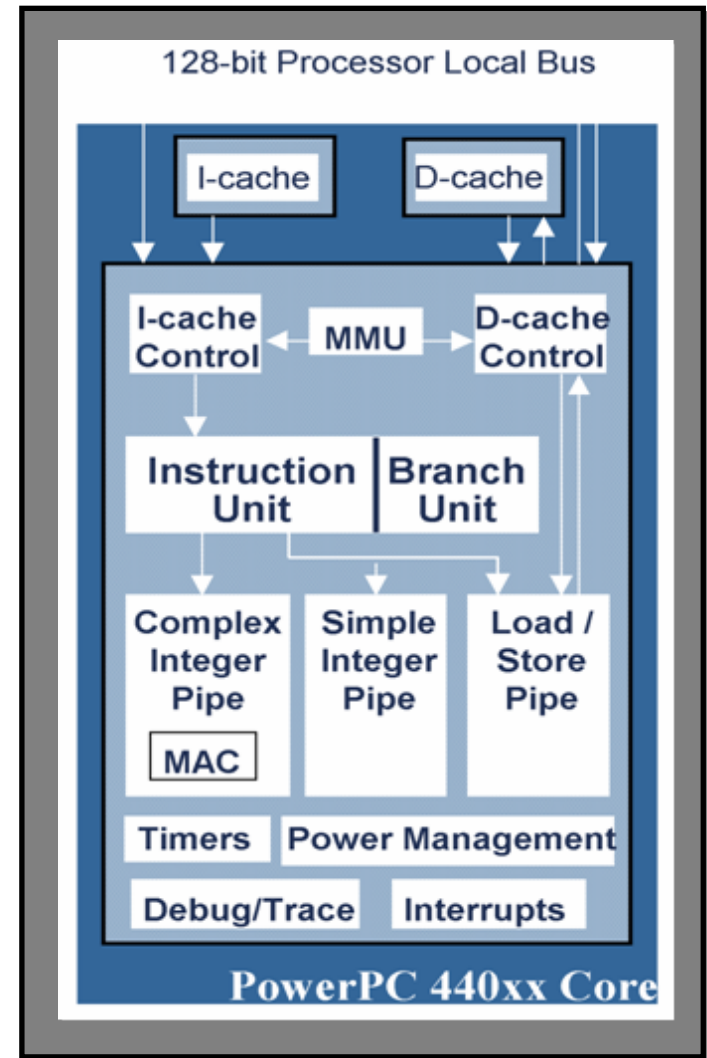 128-bit Processor Local Bus
I-cache
D-cache
I-cache
Control
MMU
D-cache
Control
Instruction
Unit
Branch
Unit
Complex
Integer
Pipe
MAC
Simple
Integer
Pipe
Load /
Store
Pipe
Timers
Power Management
Debug/Trace
Interrupts
PowerPC 440xx Core